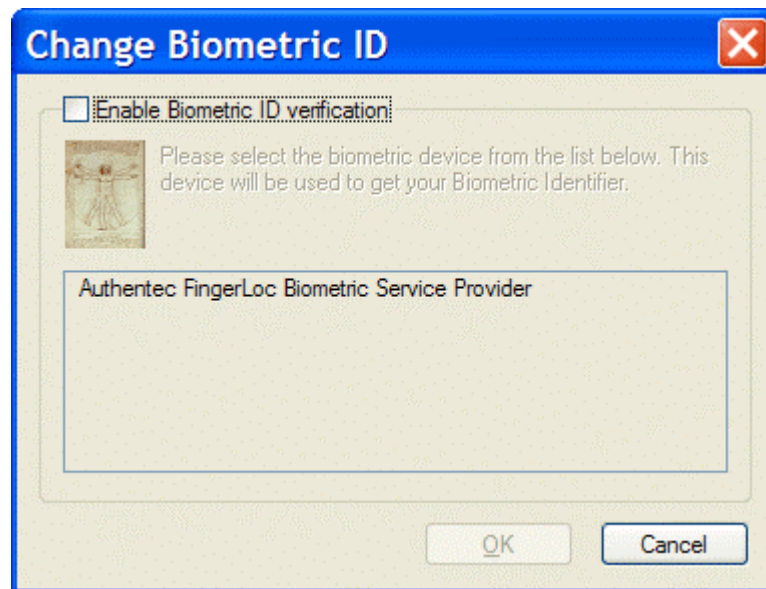 Change Biometric ID
Enable Biometric ID verification
Please select the biometric device from the list below. This
device will be used to get your Biometric Identifier.
Authentec FingerLoc Biometric Service Provider
OK
Cancel